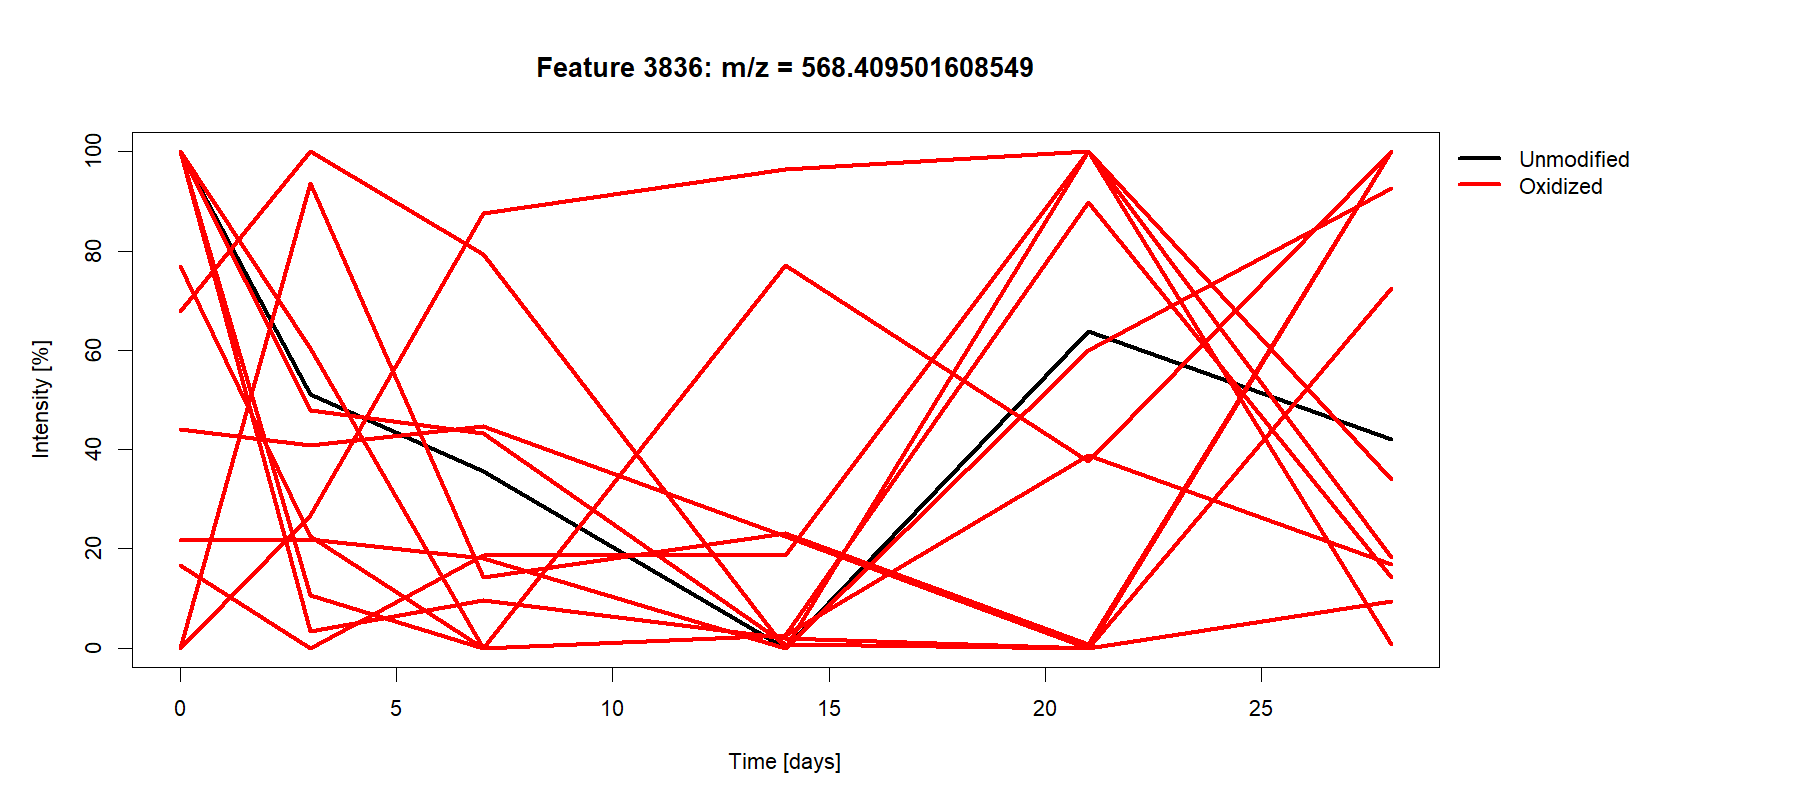 Feature 3836: m/z = 568.409501608549
Unmodified
Oxidized
Intensity [%]
100
80
60
40
20
0
0 5 10 15 20 25
Time [days]